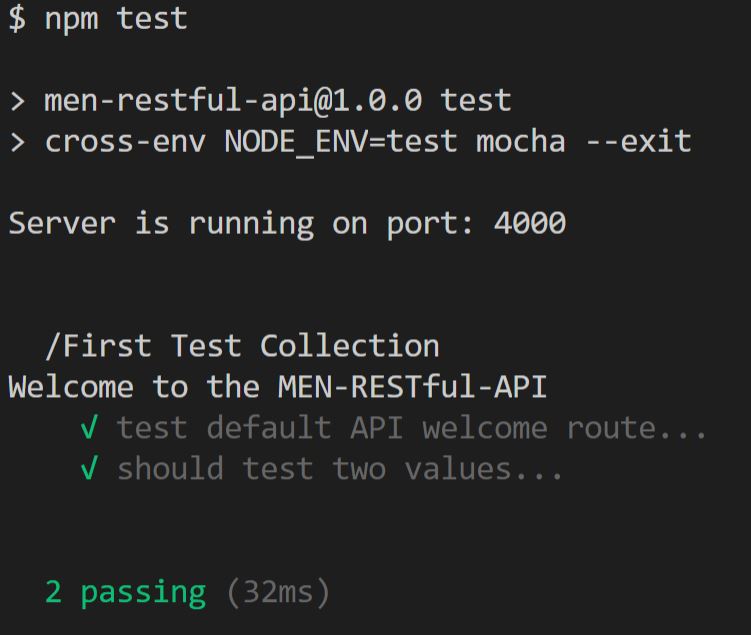 $ npm test
> men-restful-api@1.0.0 test
> cross-env NODE_ENV=test mocha --exit
Server is running on port: 4000
/First Test Collection
Welcome to the MEN-RESTful-API
√ test default API welcome route...
√ should test two values...
2 passing (32ms)